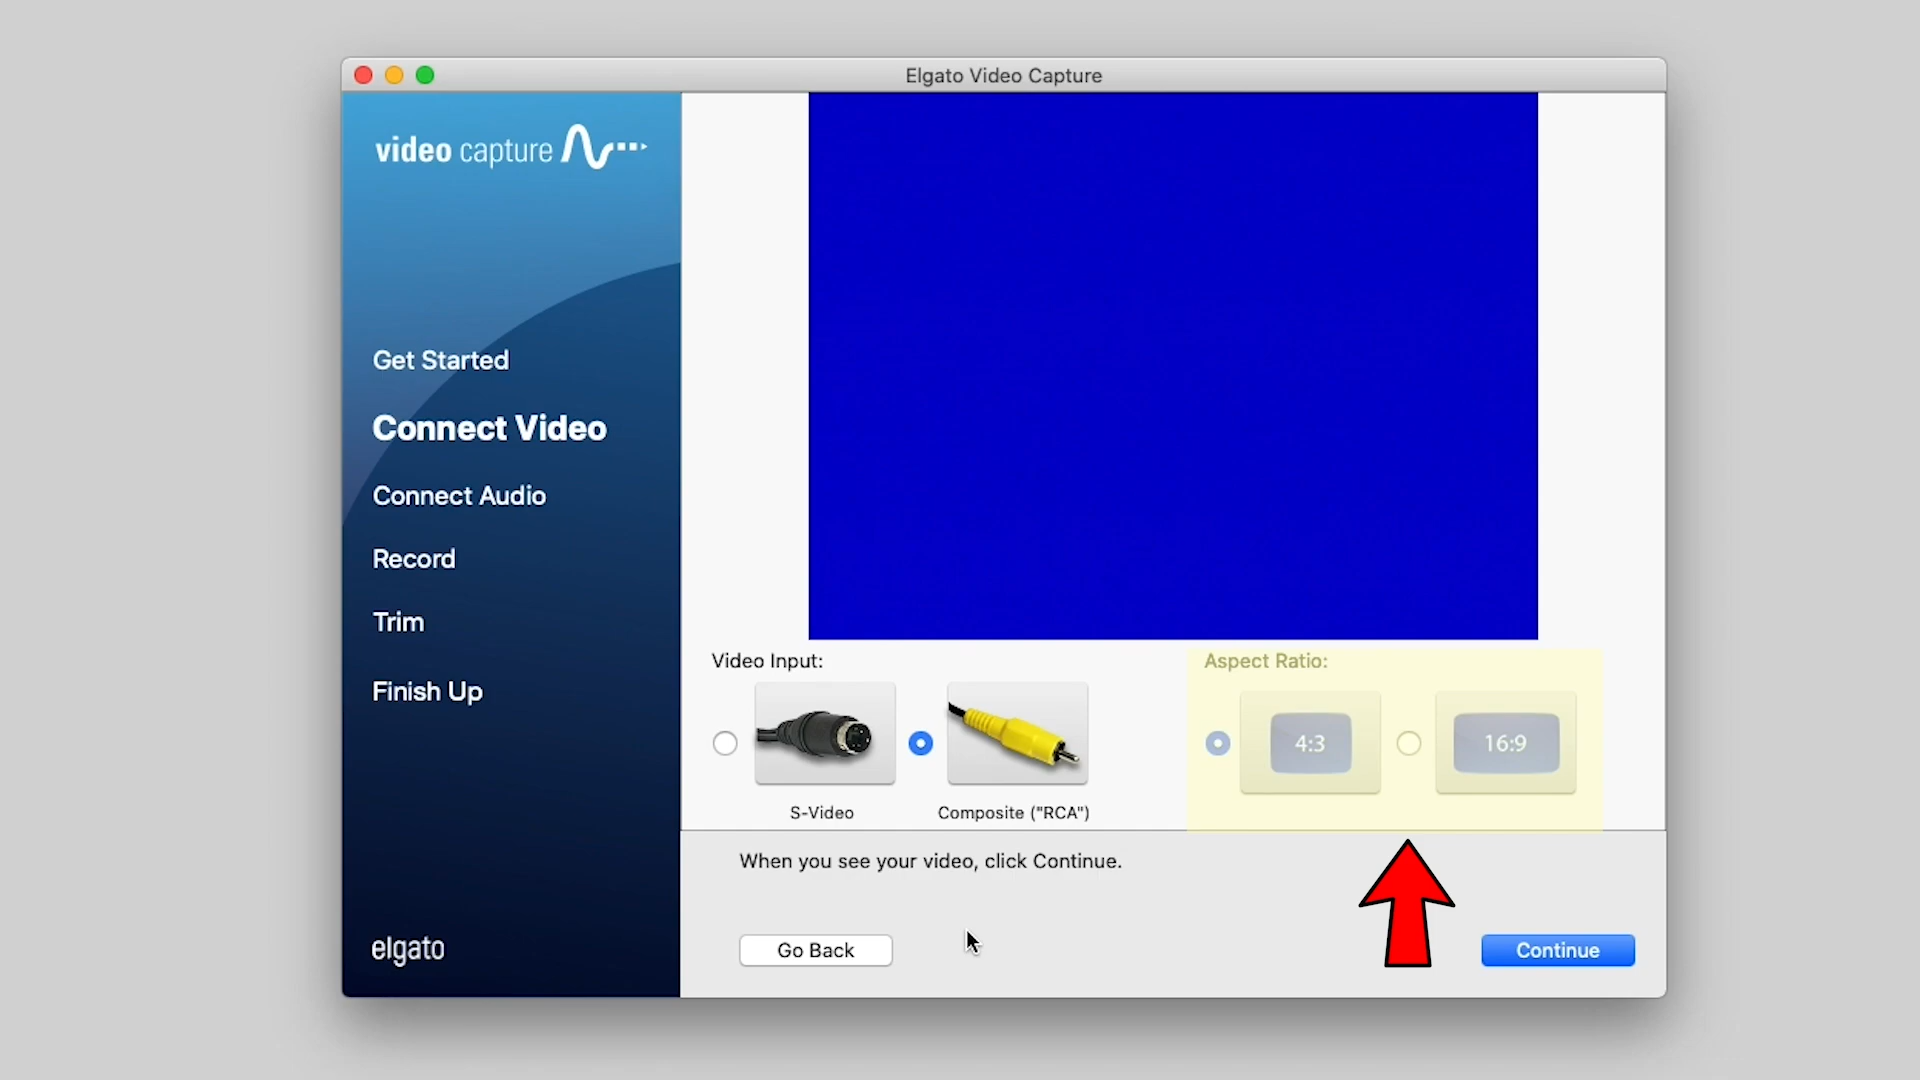 Elgato Video Capture
video capture
Get Started
Connect Video
Connect Audio
Record
Trim
Finish Up
elgato
Video Input:
S-Video
Composite ("RCA")
Aspect Ratio:
4:3
16:9
When you see your video, click Continue.
Go Back
Continue